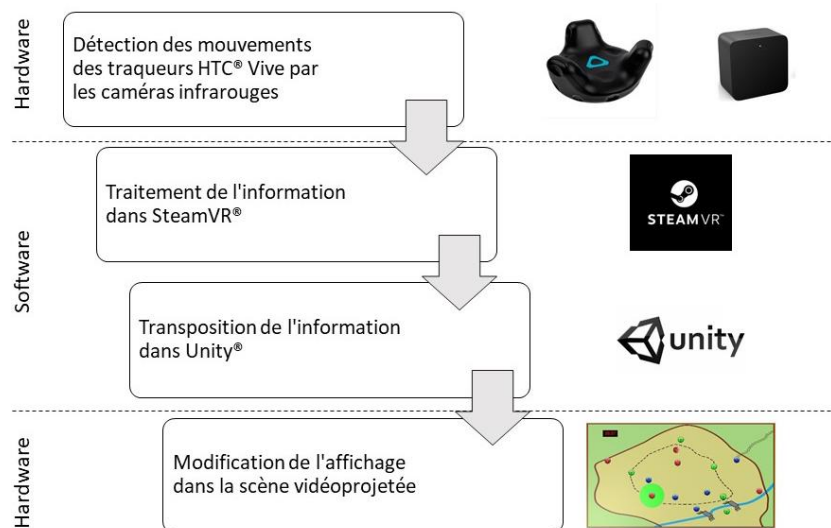 Hardware
Détection des mouvements
des traqueurs HTC® Vive par
les caméras infrarouges
Software
Traitement de l'information
dans SteamVR®
STEAMVR™
Transposition de l'information
dans Unity®
unity
Hardware
Modification de l'affichage
dans la scène vidéoprojetée